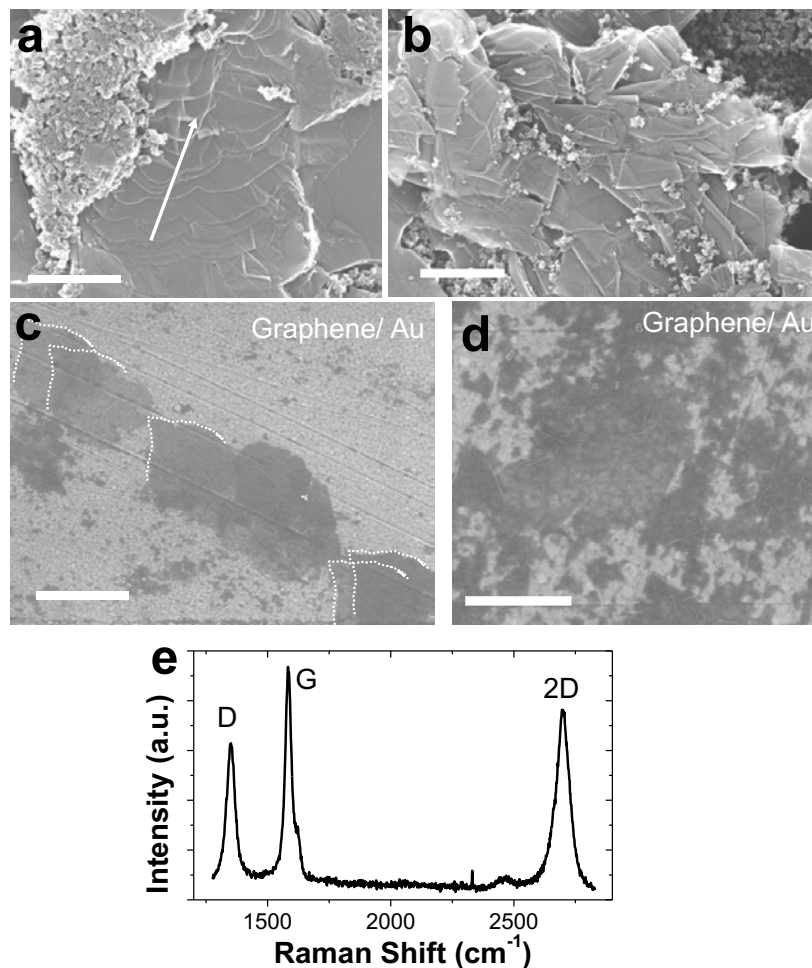 a
b
c
Graphene/ Au
d
Graphene/ Au
e
D
G
2D
Intensity (a.u.)
1500
2000
2500
Raman Shift (cm⁻¹)